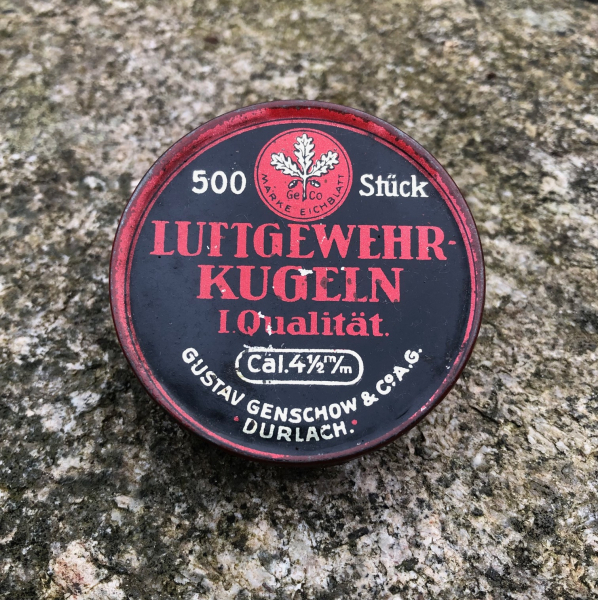 500 Stück
GeCo
MARKE EICHBLATT
LUFTGEWEHR-
KUGELN
I. Qualität.
Cal. 4½ m/m
GUSTAV GENSCHOW & Co. A.G.
• DURLACH. •